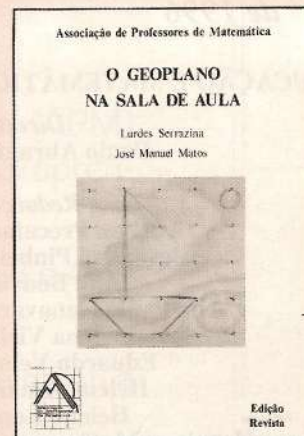 Associação de Professores de Matemática
O GEOPLANO
NA SALA DE AULA
Lurdes Serrazina
José Manuel Matos
Edição
Revista